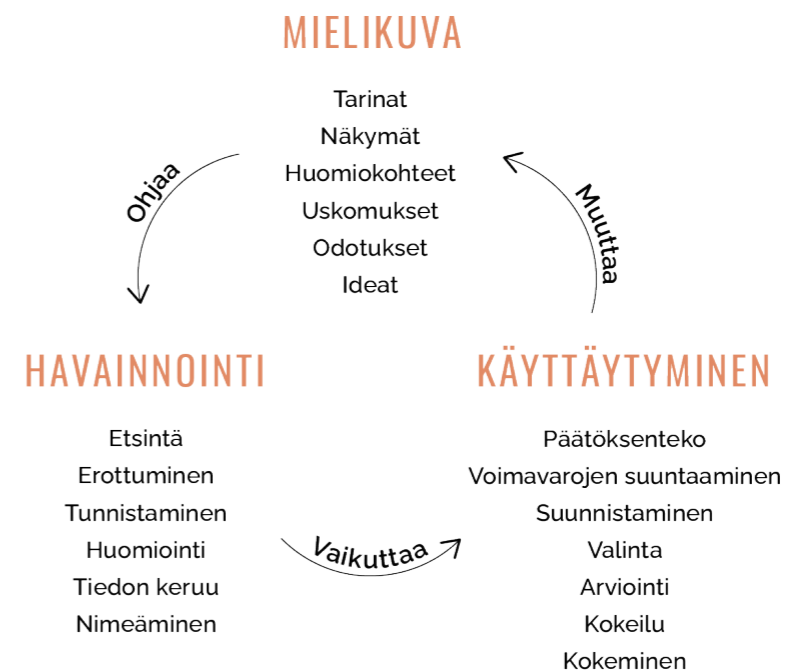 MIELIKUVA
Tarinat
Näkymät
Huomiokohteet
Uskomukset
Odotukset
Ideat
Ohjaa
Muuttaa
HAVAINNOINTI
Etsintä
Erottuminen
Tunnistaminen
Huomiointi
Tiedon keruu
Nimeäminen
Vaikuttaa
KÄYTTÄYTYMINEN
Päätöksenteko
Voimavarojen suuntaaminen
Suunnistaminen
Valinta
Arviointi
Kokeilu
Kokeminen